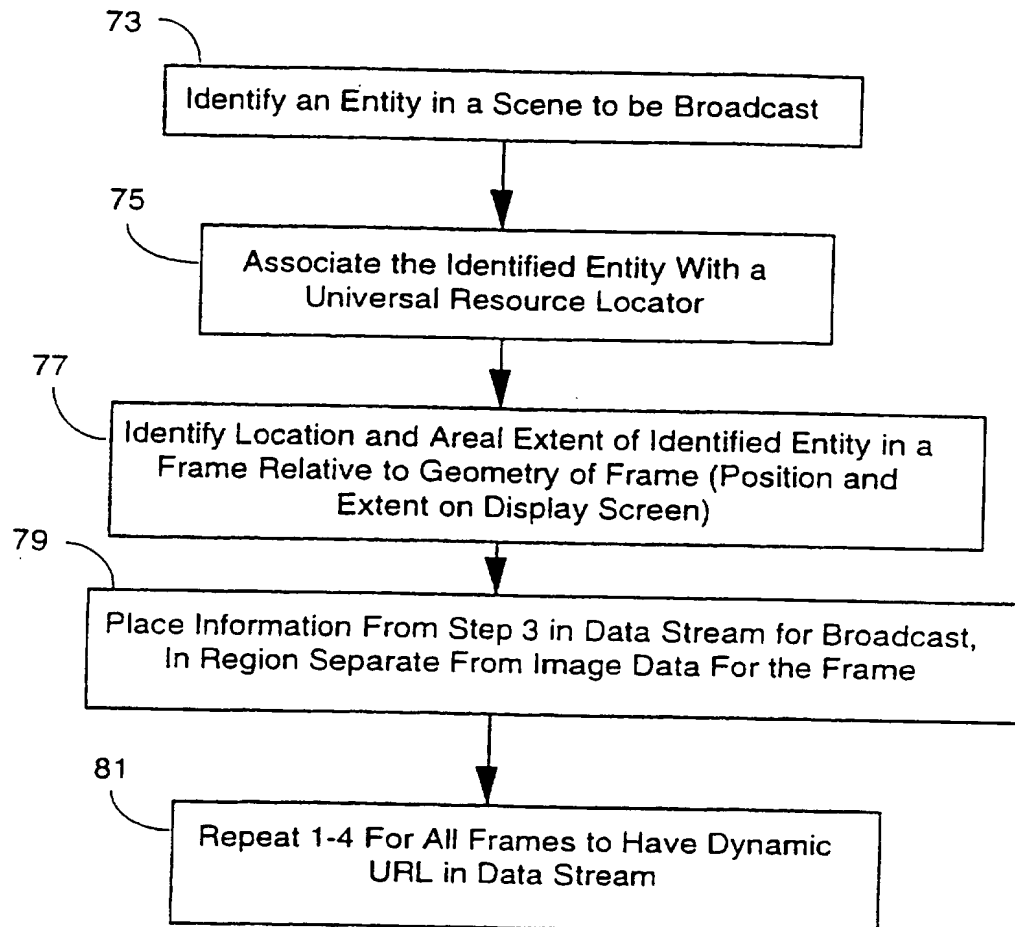 73
Identify an Entity in a Scene to be Broadcast
75
Associate the Identified Entity With a
Universal Resource Locator
77
Identify Location and Areal Extent of Identified Entity in a
Frame Relative to Geometry of Frame (Position and
Extent on Display Screen)
79
Place Information From Step 3 in Data Stream for Broadcast,
In Region Separate From Image Data For the Frame
81
Repeat 1-4 For All Frames to Have Dynamic
URL in Data Stream